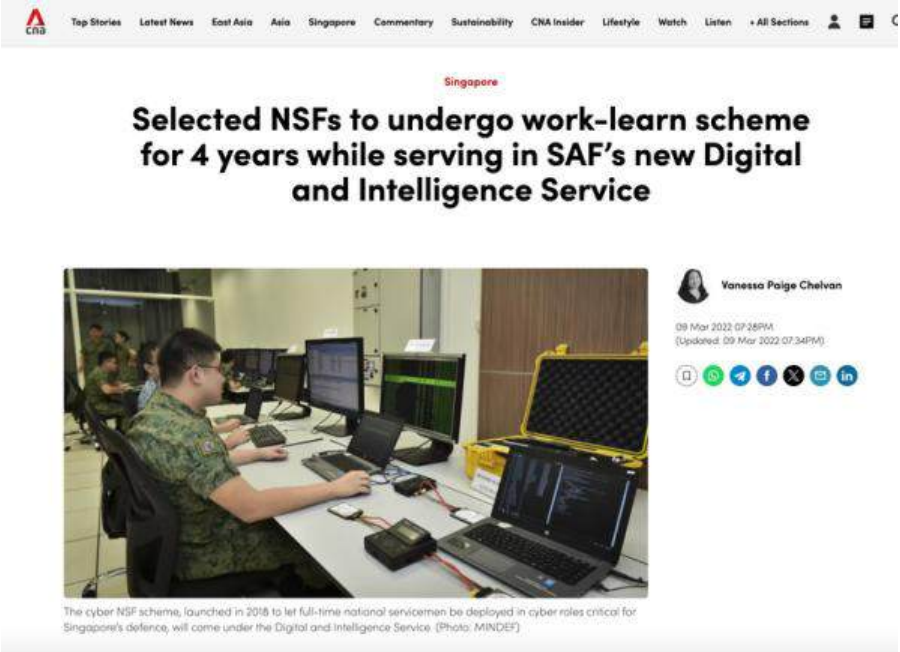 cna
Top Stories Latest News East Asia Asia Singapore Commentary Sustainability CNA Insider Lifestyle Watch Listen + All Sections
Singapore
Selected NSFs to undergo work-learn scheme
for 4 years while serving in SAF's new Digital
and Intelligence Service
Vanessa Paige Chelvan
09 Mar 2022 07:28PM
(Updated: 09 Mar 2022 07:34PM)
The cyber NSF scheme, launched in 2018 to let full-time national servicemen be deployed in cyber roles critical for
Singapore's defence, will come under the Digital and Intelligence Service. (Photo: MINDEF)